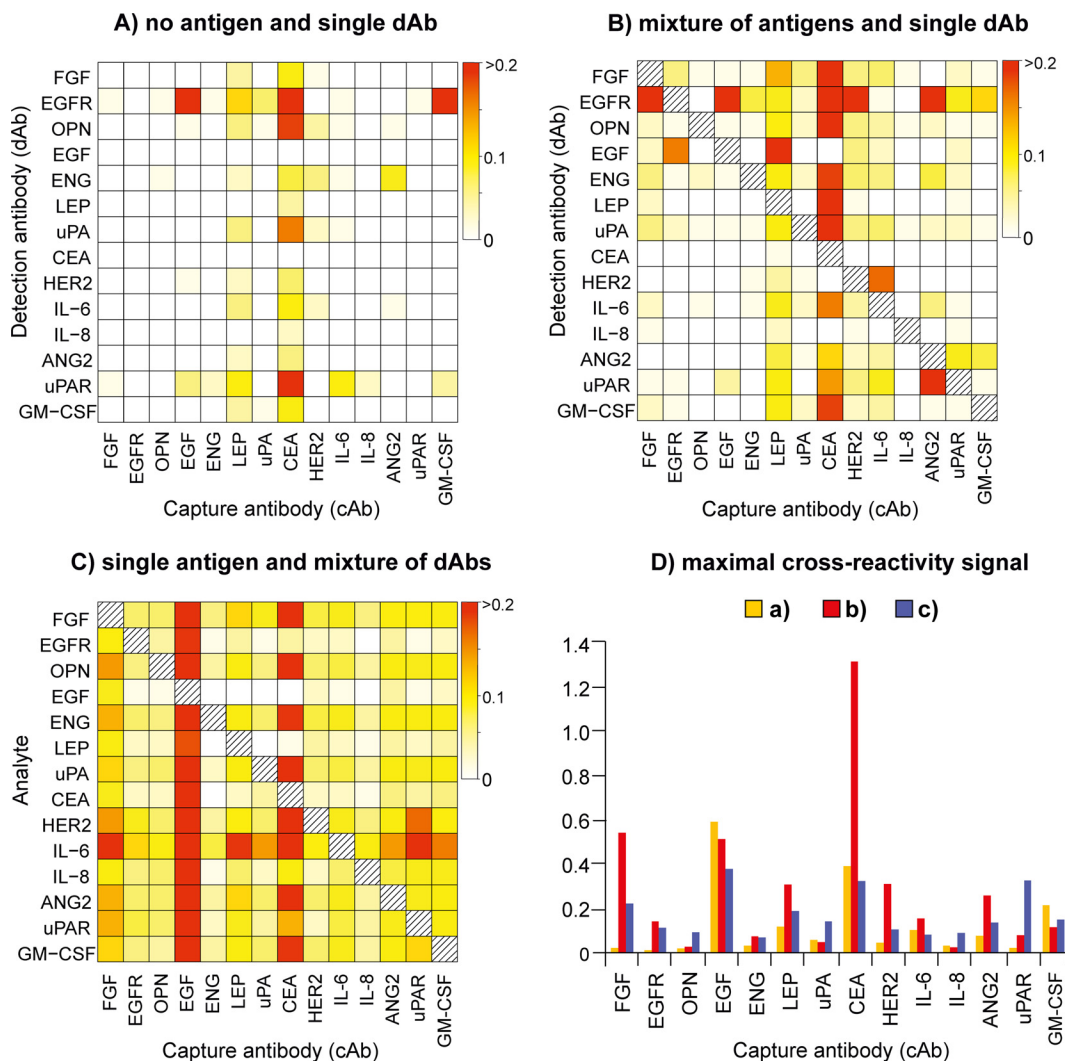 A) no antigen and single dAb
Detection antibody (dAb)
FGF
EGFR
OPN
EGF
ENG
LEP
uPA
CEA
HER2
IL−6
IL−8
ANG2
uPAR
GM−CSF
>0.2
0.1
0
FGF
EGFR
OPN
EGF
ENG
LEP
uPA
CEA
HER2
IL-6
IL-8
ANG2
uPAR
GM-CSF
Capture antibody (cAb)
B) mixture of antigens and single dAb
Detection antibody (dAb)
FGF
EGFR
OPN
EGF
ENG
LEP
uPA
CEA
HER2
IL−6
IL−8
ANG2
uPAR
GM−CSF
>0.2
0.1
0
FGF
EGFR
OPN
EGF
ENG
LEP
uPA
CEA
HER2
IL-6
IL-8
ANG2
uPAR
GM-CSF
Capture antibody (cAb)
C) single antigen and mixture of dAbs
Analyte
FGF
EGFR
OPN
EGF
ENG
LEP
uPA
CEA
HER2
IL−6
IL−8
ANG2
uPAR
GM−CSF
>0.2
0.1
0
FGF
EGFR
OPN
EGF
ENG
LEP
uPA
CEA
HER2
IL-6
IL-8
ANG2
uPAR
GM-CSF
Capture antibody (cAb)
D) maximal cross-reactivity signal
a) b) c)
1.4
1.2
1.0
0.8
0.6
0.4
0.2
0
FGF
EGFR
OPN
EGF
ENG
LEP
uPA
CEA
HER2
IL-6
IL-8
ANG2
uPAR
GM-CSF
Capture antibody (cAb)